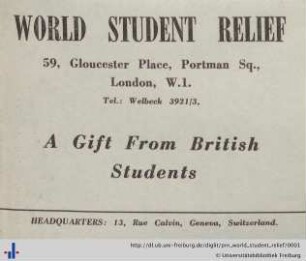 WORLD STUDENT RELIEF
59, Gloucester Place, Portman Sq.,
London, W.1.
Tel.: Welbeck 3921/3.
A Gift From British
Students
HEADQUARTERS: 13, Rue Calvin, Geneva, Switzerland.
http://dl.ub.uni-freiburg.de/diglit/pm_world_student_relief/0001
© Universitätsbibliothek Freiburg